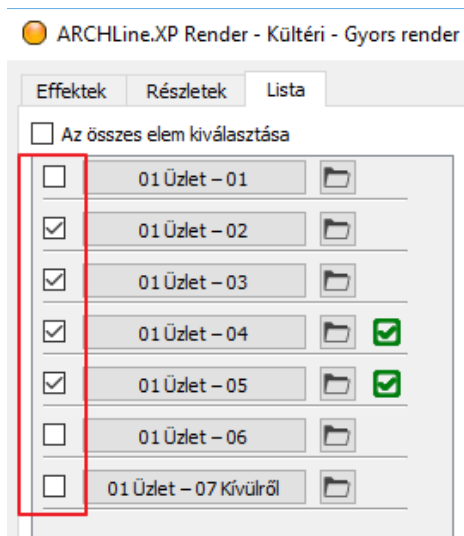 ARCHLine.XP Render - Kültéri - Gyors render
Effektek Részletek Lista
Az összes elem kiválasztása
01 Üzlet – 01
01 Üzlet – 02
01 Üzlet – 03
01 Üzlet – 04
01 Üzlet – 05
01 Üzlet – 06
01 Üzlet – 07 Kívülről